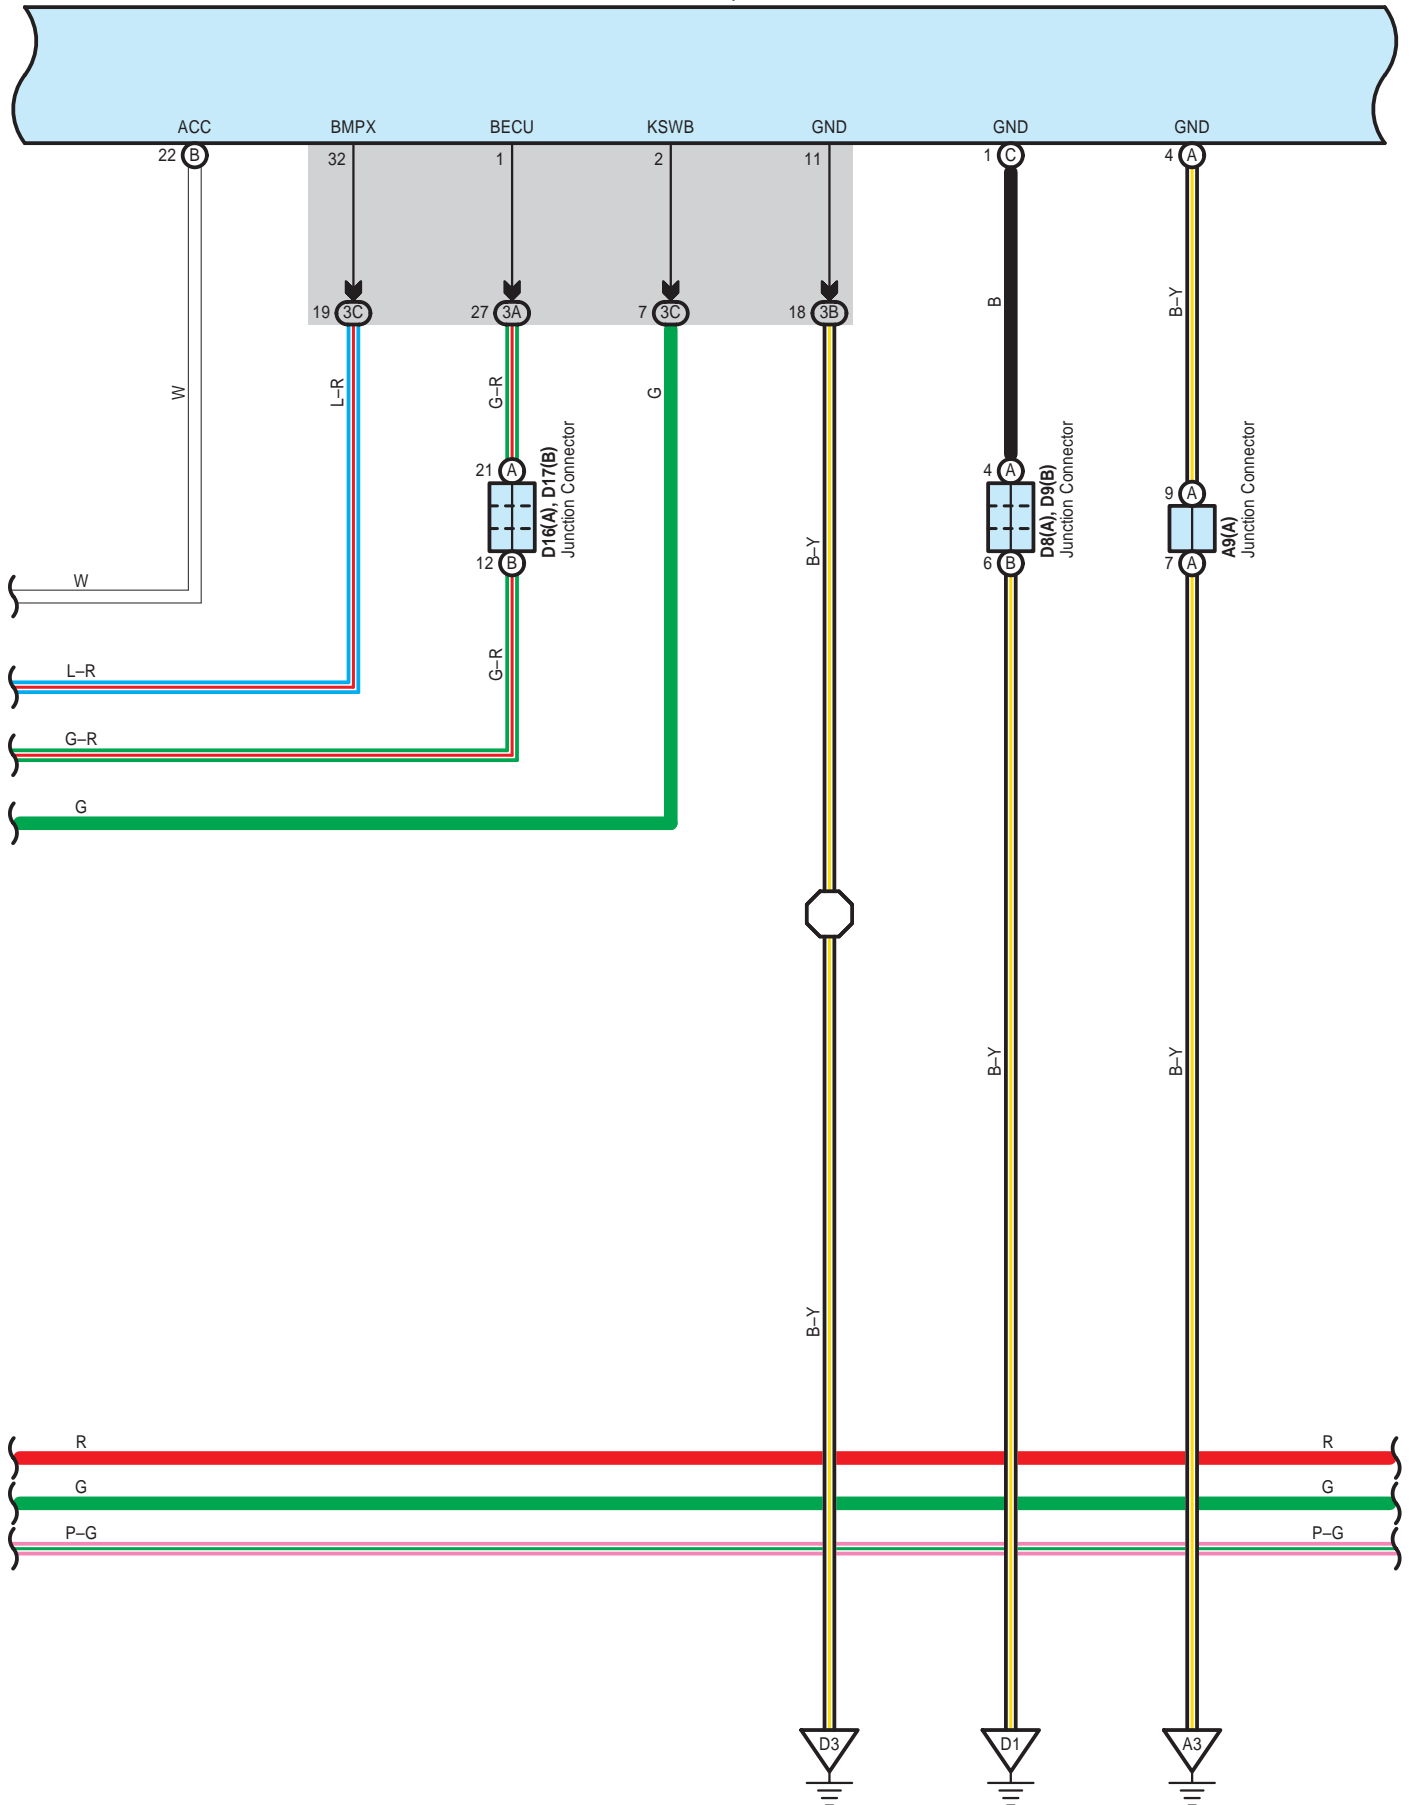 ACC BMPX BECU KSWB GND GND GND
22 B 32 1 2 11 1 C 4 A
19 3C 27 3A 7 3C 18 3B
B
B–Y
W
L–R
G–R
G
21 A
D16(A), D17(B)
Junction Connector
12 B
4 A
D8(A), D9(B)
Junction Connector
6 B
9 A
A9(A)
Junction Connector
7 A
B–Y
W
G–R
L–R
G–R
G
B–Y
B–Y
B–Y
R R
G G
P–G P–G
D3 D1 A3